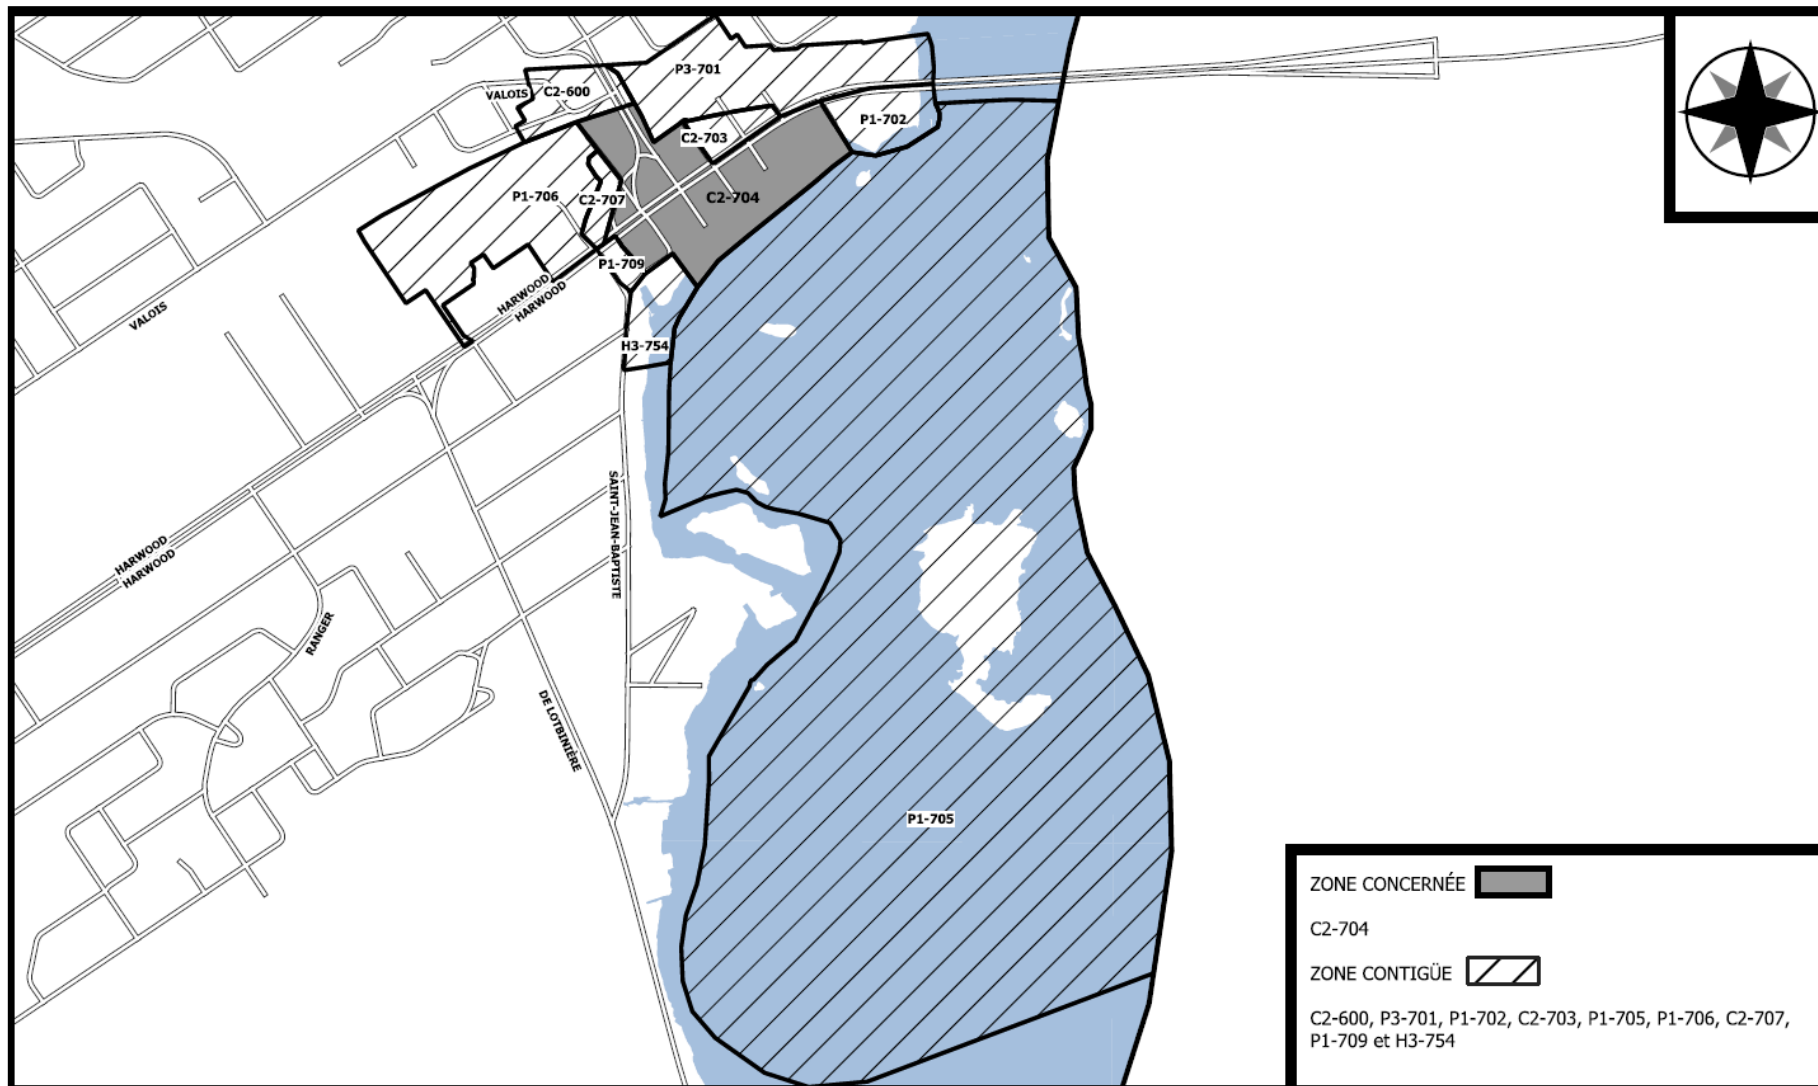 P3-701
C2-600
VALOIS
P1-702
C2-703
P1-706
C2-707
C2-704
P1-709
HARWOOD
HARWOOD
VALOIS
H3-754
SAINT-JEAN-BAPTISTE
HARWOOD
HARWOOD
RANGER
DE LOTBINIÈRE
P1-705
ZONE CONCERNÉE
C2-704
ZONE CONTIGÜE
C2-600, P3-701, P1-702, C2-703, P1-705, P1-706, C2-707,
P1-709 et H3-754